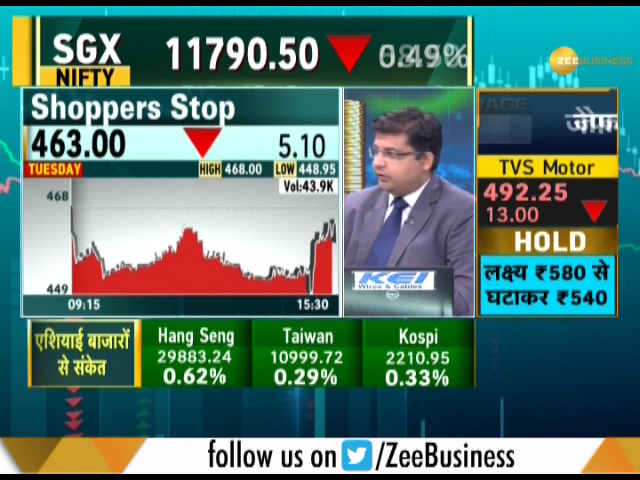 SGX
NIFTY
11790.50
ZEEBUSINESS
Shoppers Stop
463.00
5.10
TUESDAY
HIGH 468.00
LOW 448.95
Vol:43.9K
468
449
09:15
15:30
KEI
Wires & Cables
TVS Motor
492.25
13.00
HOLD
लक्ष्य ₹580 से
घटाकर ₹540
एशियाई बाजारों
से संकेत
Hang Seng
29883.24
0.62%
Taiwan
10999.72
0.29%
Kospi
2210.95
0.33%
follow us on /ZeeBusiness